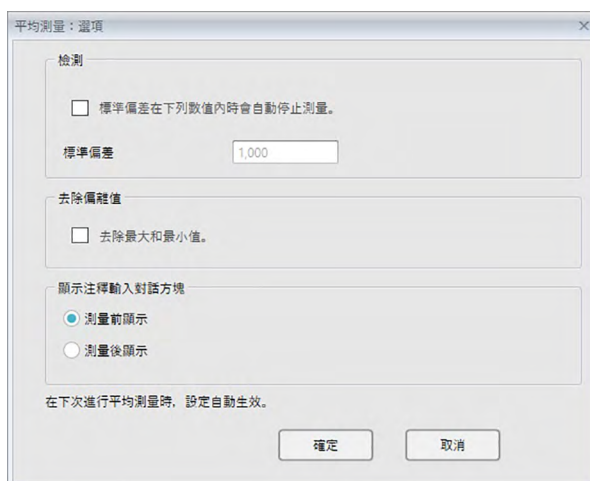 平均測量：選項
檢測
標準偏差在下列數值內時會自動停止測量。
標準偏差 1,000
去除偏離值
去除最大和最小值。
顯示注釋輸入對話方塊
測量前顯示
測量後顯示
在下次進行平均測量時，設定自動生效。
確定 取消